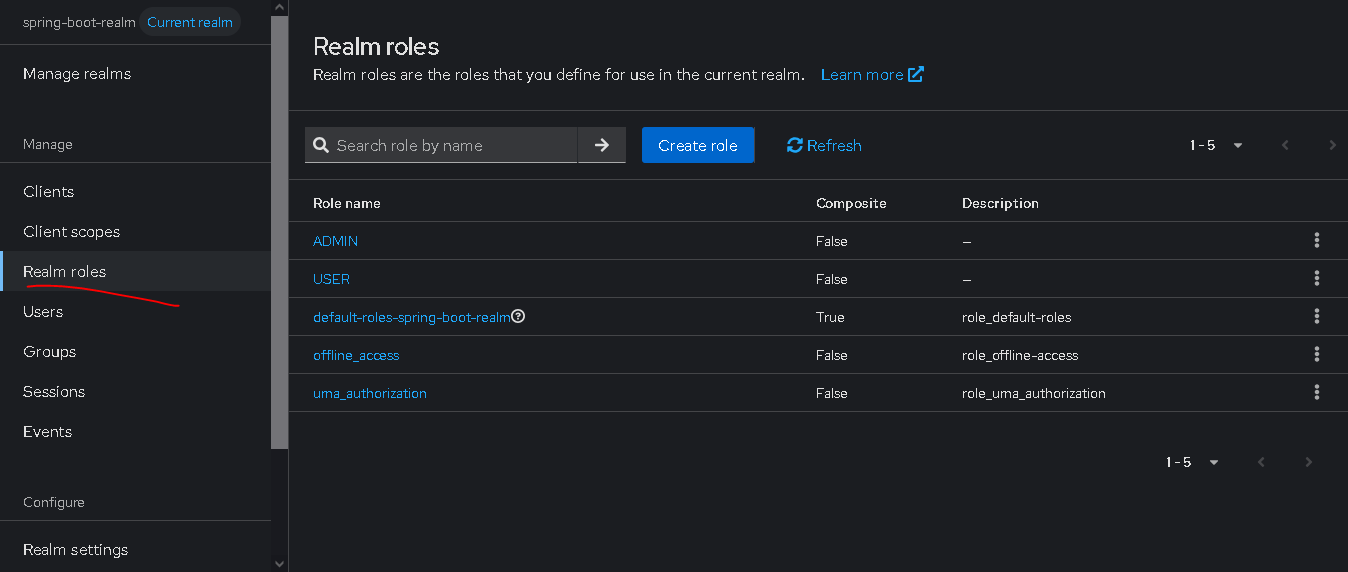 spring-boot-realm Current realm
Manage realms
Manage
Clients
Client scopes
Realm roles
Users
Groups
Sessions
Events
Configure
Realm settings
Realm roles
Realm roles are the roles that you define for use in the current realm. Learn more
Search role by name Create role Refresh 1 - 5
Role name Composite Description
ADMIN False –
USER False –
default-roles-spring-boot-realm True role_default-roles
offline_access False role_offline-access
uma_authorization False role_uma_authorization
1 - 5